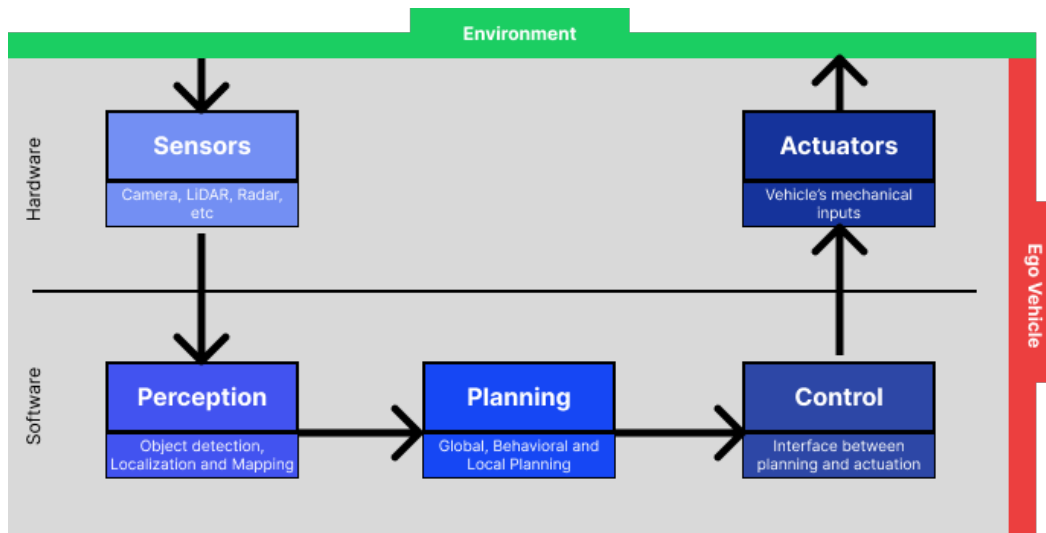 Environment
Hardware
Sensors
Camera, LiDAR, Radar,
etc
Actuators
Vehicle's mechanical
inputs
Ego Vehicle
Software
Perception
Object detection,
Localization and Mapping
Planning
Global, Behavioral and
Local Planning
Control
Interface between
planning and actuation